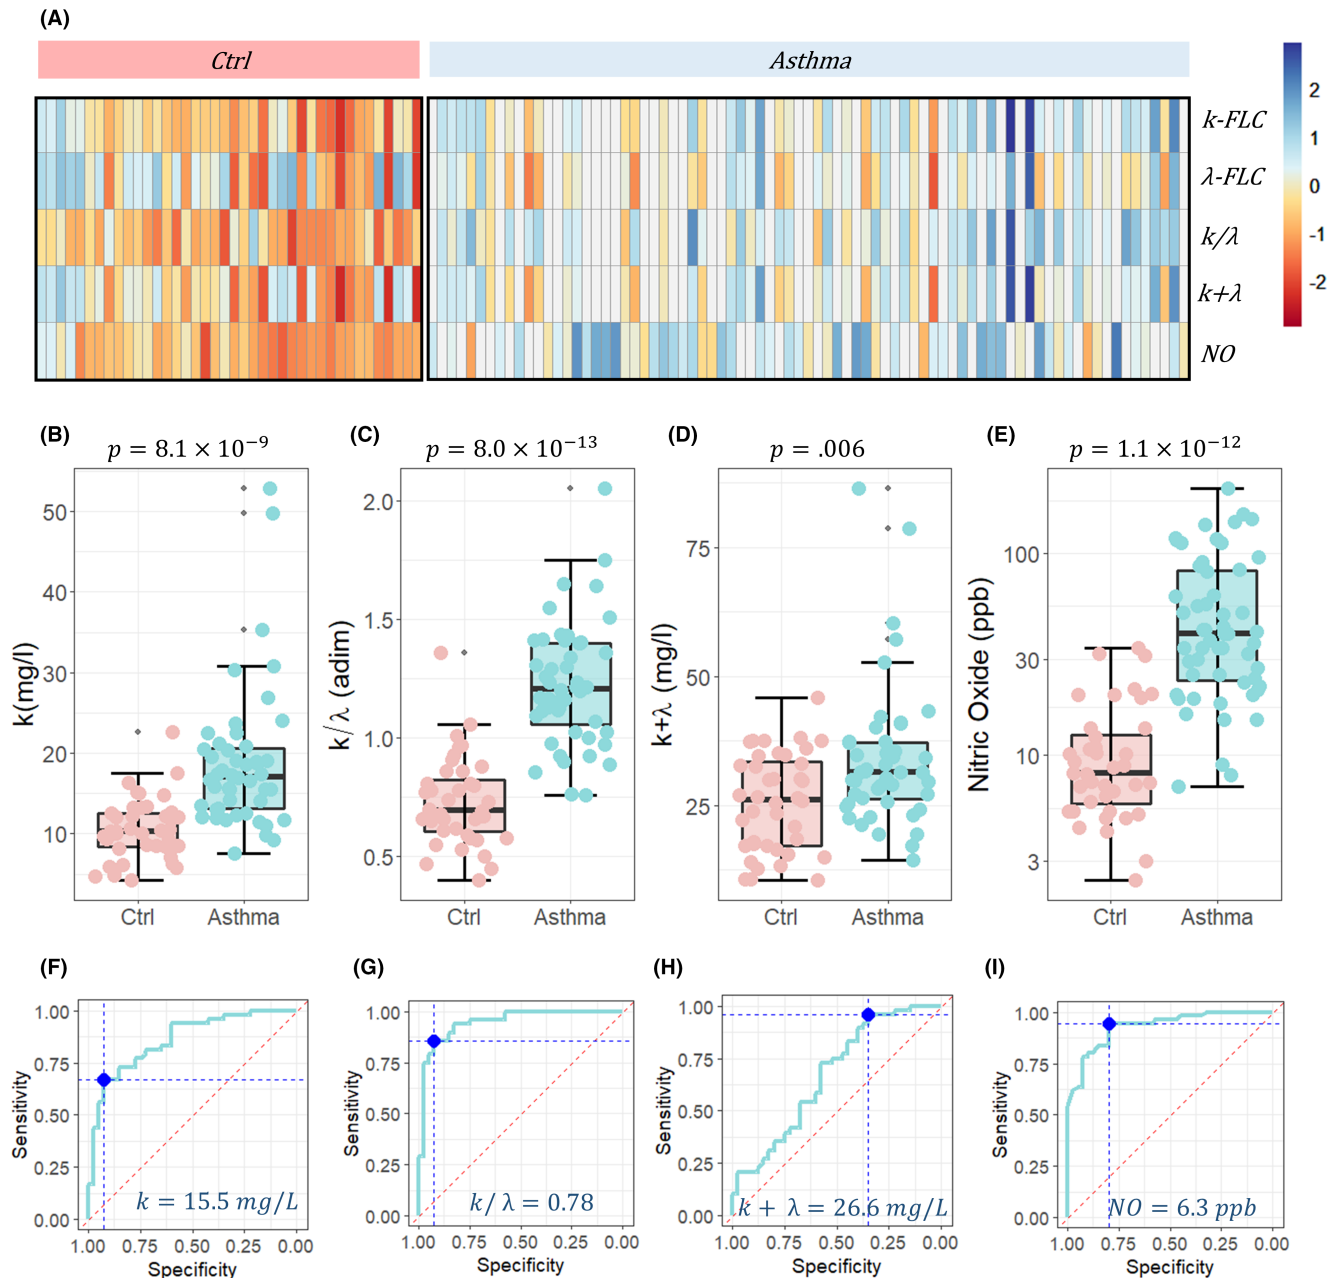 (A)
Ctrl
Asthma
k-FLC
λ-FLC
k/λ
k+λ
NO
2
1
0
-1
-2
(B)
p = 8.1 × 10⁻⁹
k(mg/l)
50
40
30
20
10
Ctrl
Asthma
(C)
p = 8.0 × 10⁻¹³
k/λ (adim)
2.0
1.5
1.0
0.5
Ctrl
Asthma
(D)
p = .006
k+λ (mg/l)
75
50
25
Ctrl
Asthma
(E)
p = 1.1 × 10⁻¹²
Nitric Oxide (ppb)
100
30
10
3
Ctrl
Asthma
(F)
Sensitivity
1.00
0.75
0.50
0.25
0.00
k = 15.5 mg/L
1.00 0.75 0.50 0.25 0.00
Specificity
(G)
Sensitivity
1.00
0.75
0.50
0.25
0.00
k/ λ = 0.78
1.00 0.75 0.50 0.25 0.00
Specificity
(H)
Sensitivity
1.00
0.75
0.50
0.25
0.00
k + λ = 26.6 mg/L
1.00 0.75 0.50 0.25 0.00
Specificity
(I)
Sensitivity
1.00
0.75
0.50
0.25
0.00
NO = 6.3 ppb
1.00 0.75 0.50 0.25 0.00
Specificity